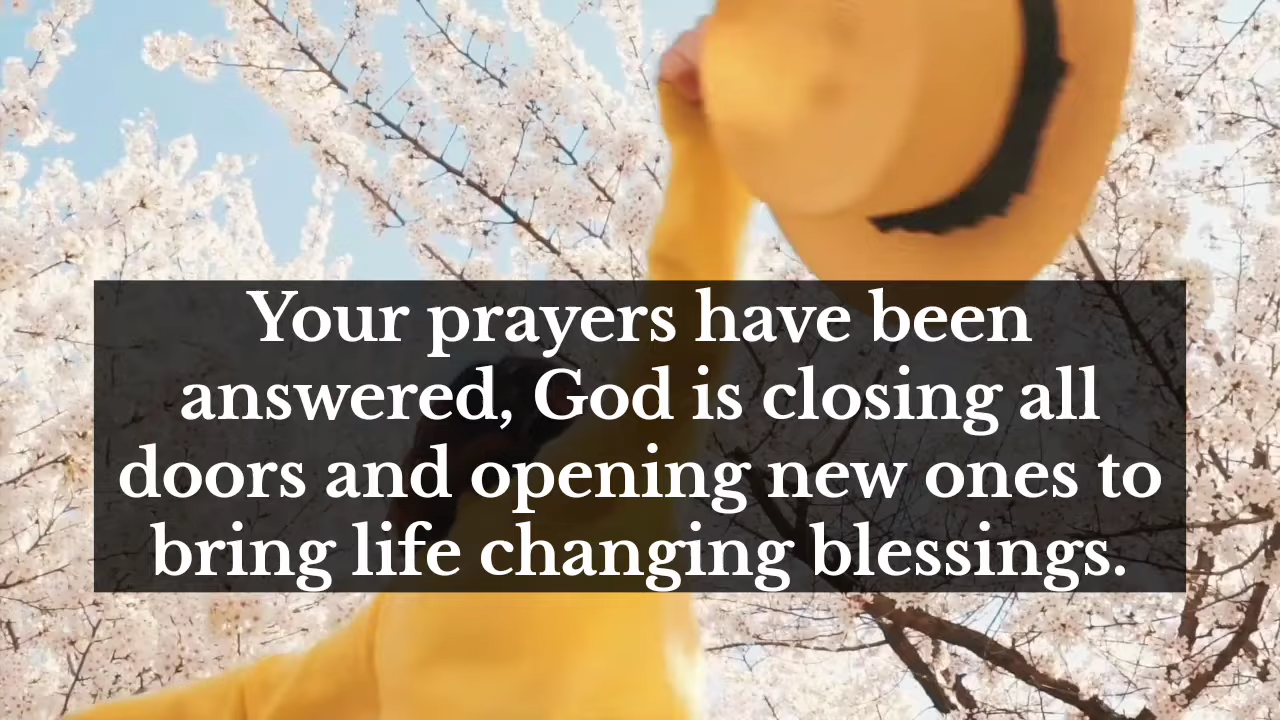 Your prayers have been
answered, God is closing all
doors and opening new ones to
bring life changing blessings.